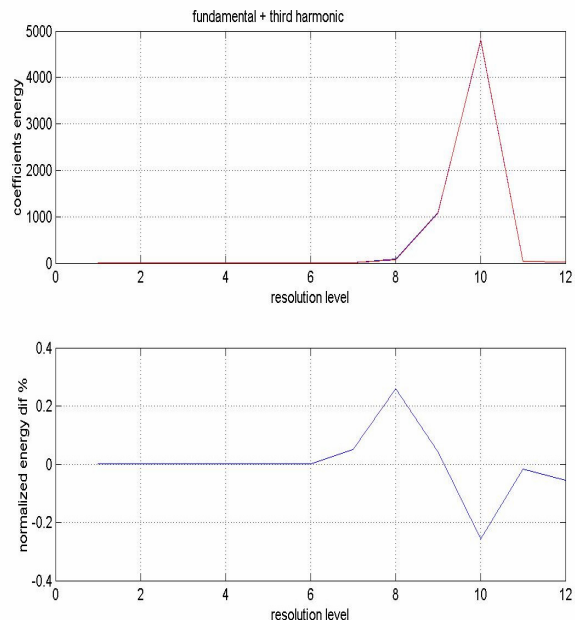 fundamental + third harmonic
5000
4000
3000
2000
1000
0
coefficients energy
0 2 4 6 8 10 12
resolution level
0.4
0.2
0
-0.2
-0.4
normalized energy dif %
0 2 4 6 8 10 12
resolution level